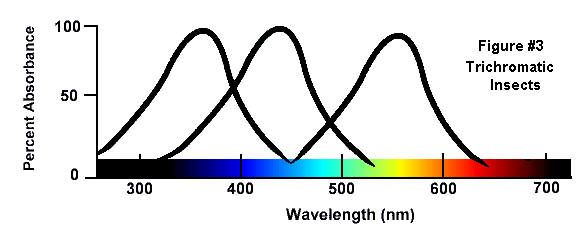 100
50
0
Percent Absorbance
Figure #3
Trichromatic
Insects
300 400 500 600 700
Wavelength (nm)